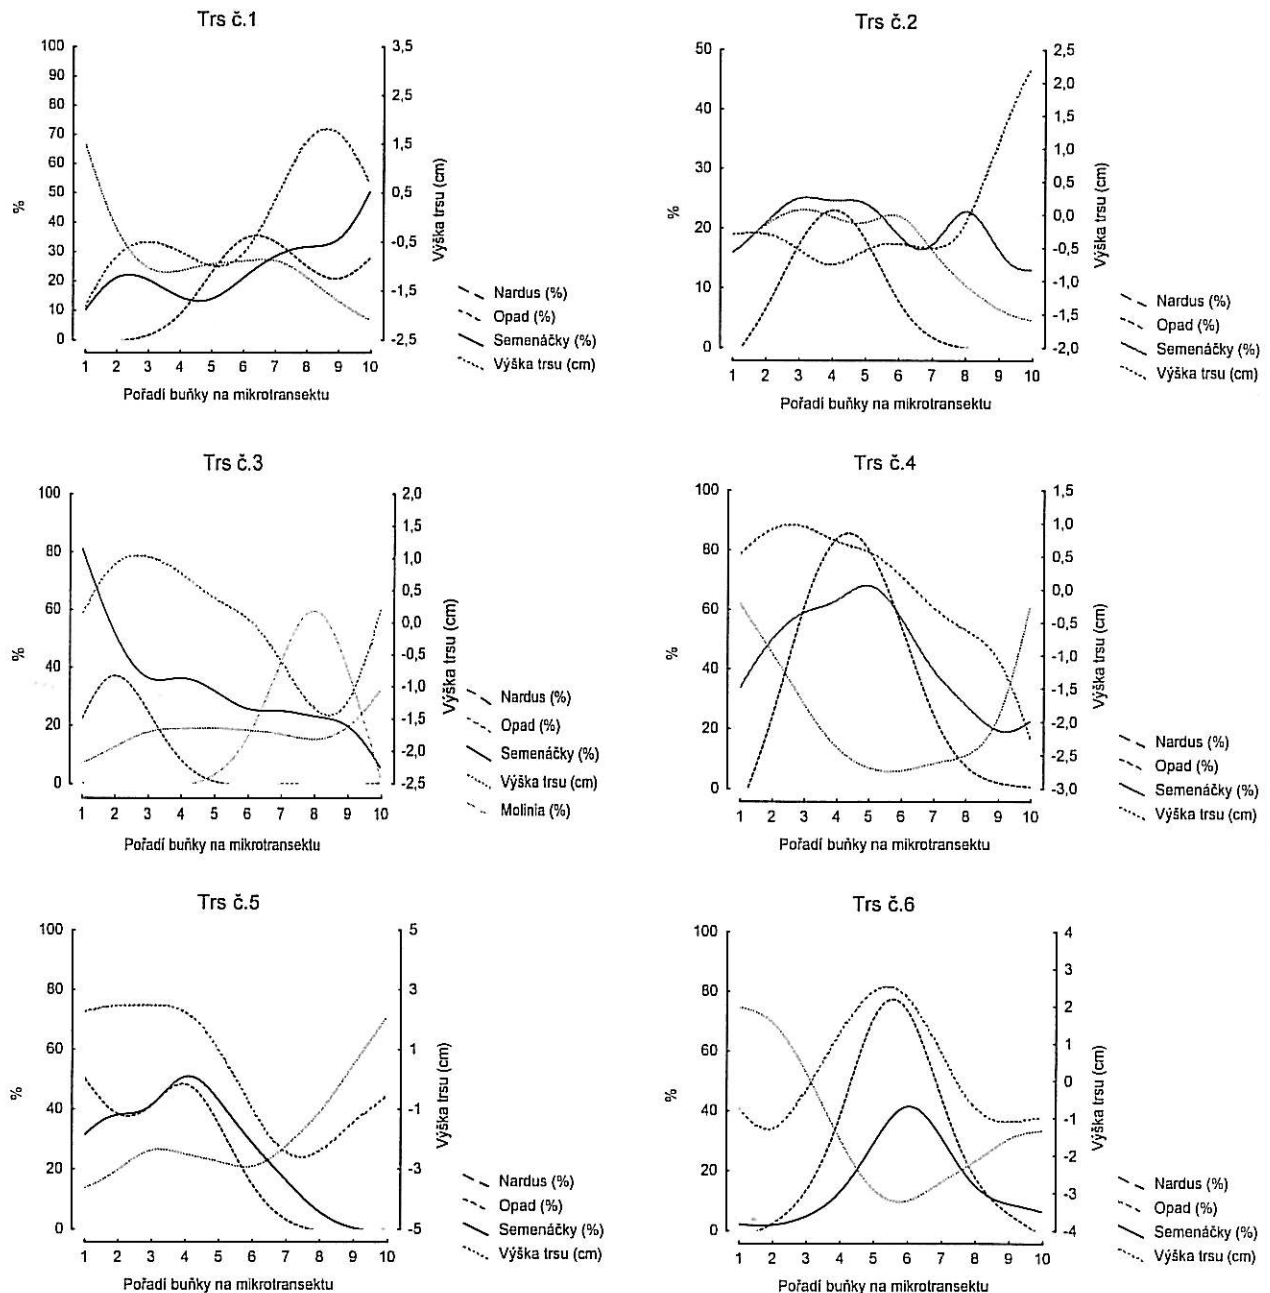 Trs č.1
100
90
80
70
60
50
40
30
20
10
0
%
3,5
2,5
1,5
0,5
-0,5
-1,5
-2,5
Výška trsu (cm)
1 2 3 4 5 6 7 8 9 10
Pořadí buňky na mikrotransektu
Nardus (%)
Opad (%)
Semenáčky (%)
Výška trsu (cm)
Trs č.2
50
40
30
20
10
0
%
2,5
2,0
1,5
1,0
0,5
0,0
-0,5
-1,0
-1,5
-2,0
Výška trsu (cm)
1 2 3 4 5 6 7 8 9 10
Pořadí buňky na mikrotransektu
Nardus (%)
Opad (%)
Semenáčky (%)
Výška trsu (cm)
Trs č.3
100
80
60
40
20
0
%
2,0
1,5
1,0
0,5
0,0
-0,5
-1,0
-1,5
-2,0
-2,5
Výška trsu (cm)
1 2 3 4 5 6 7 8 9 10
Pořadí buňky na mikrotransektu
Nardus (%)
Opad (%)
Semenáčky (%)
Výška trsu (cm)
Molinia (%)
Trs č.4
100
80
60
40
20
0
%
1,5
1,0
0,5
0,0
-0,5
-1,0
-1,5
-2,0
-2,5
-3,0
Výška trsu (cm)
1 2 3 4 5 6 7 8 9 10
Pořadí buňky na mikrotransektu
Nardus (%)
Opad (%)
Semenáčky (%)
Výška trsu (cm)
Trs č.5
100
80
60
40
20
0
%
5
3
1
-1
-3
-5
Výška trsu (cm)
1 2 3 4 5 6 7 8 9 10
Pořadí buňky na mikrotransektu
Nardus (%)
Opad (%)
Semenáčky (%)
Výška trsu (cm)
Trs č.6
100
80
60
40
20
0
%
4
3
2
1
0
-1
-2
-3
-4
Výška trsu (cm)
1 2 3 4 5 6 7 8 9 10
Pořadí buňky na mikrotransektu
Nardus (%)
Opad (%)
Semenáčky (%)
Výška trsu (cm)